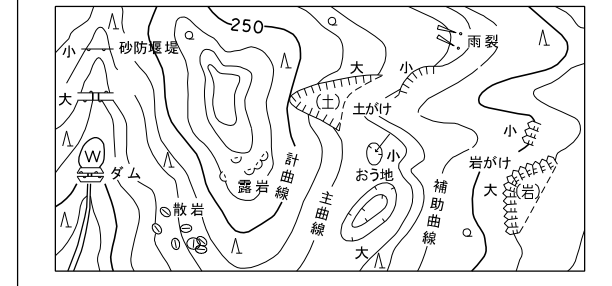 250
小
砂防堰堤
大
W
ダム
散岩
露岩
計曲線
主曲線
大
(土)
土がけ
小
雨裂
小
おう地
大
補助曲線
小
岩がけ
大
(岩)